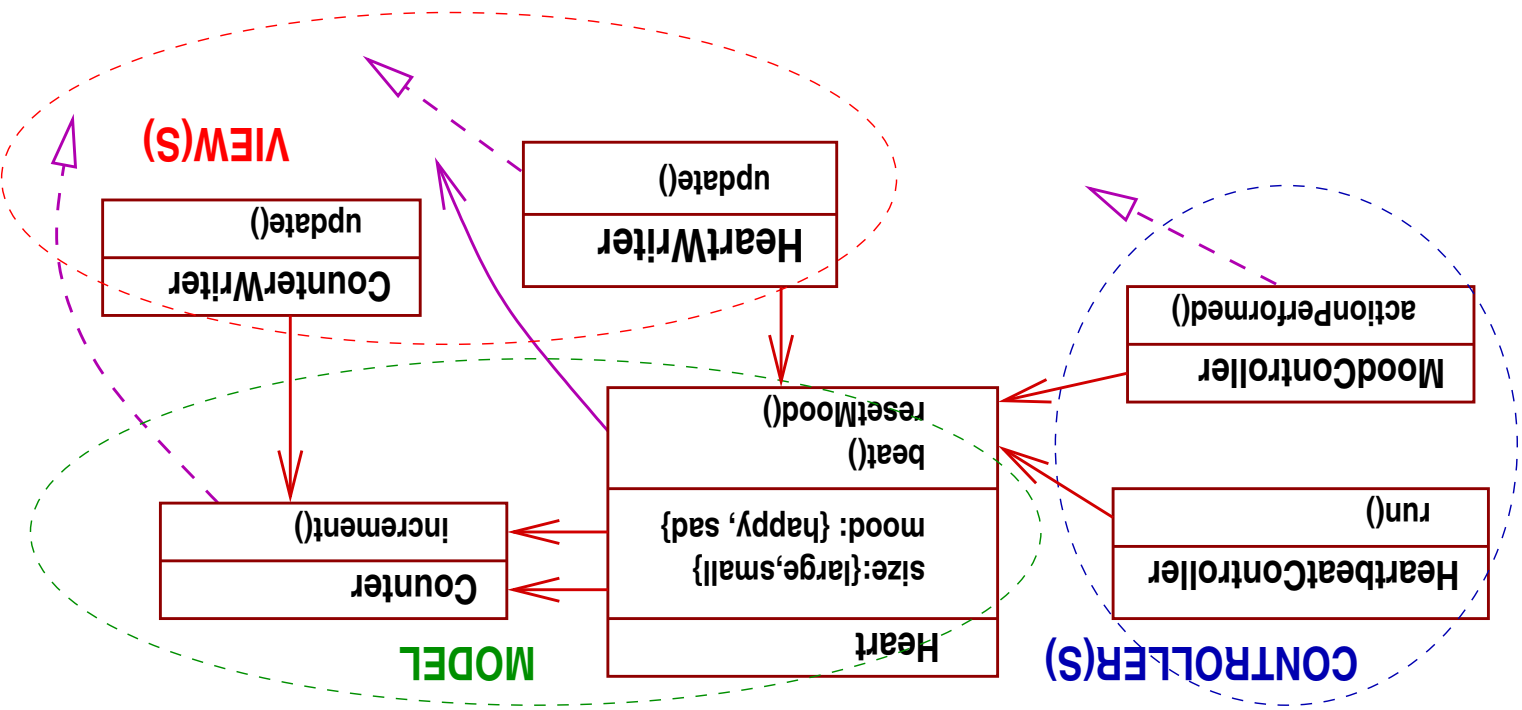 CONTROLLER(S)
MODEL
Heart
size:{large,small}
mood: {happy, sad}
beat()
resetMood()
HeartbeatController
run()
MoodController
actionPerformed()
Counter
increment()
HeartWriter
update()
CounterWriter
update()
VIEW(S)